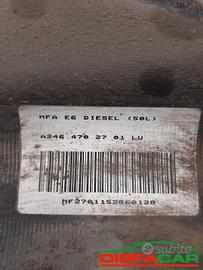 MFA E6 DIESEL (50L)
A246 470 27 01 LU
MF2701152560128
subito
DISFACAR